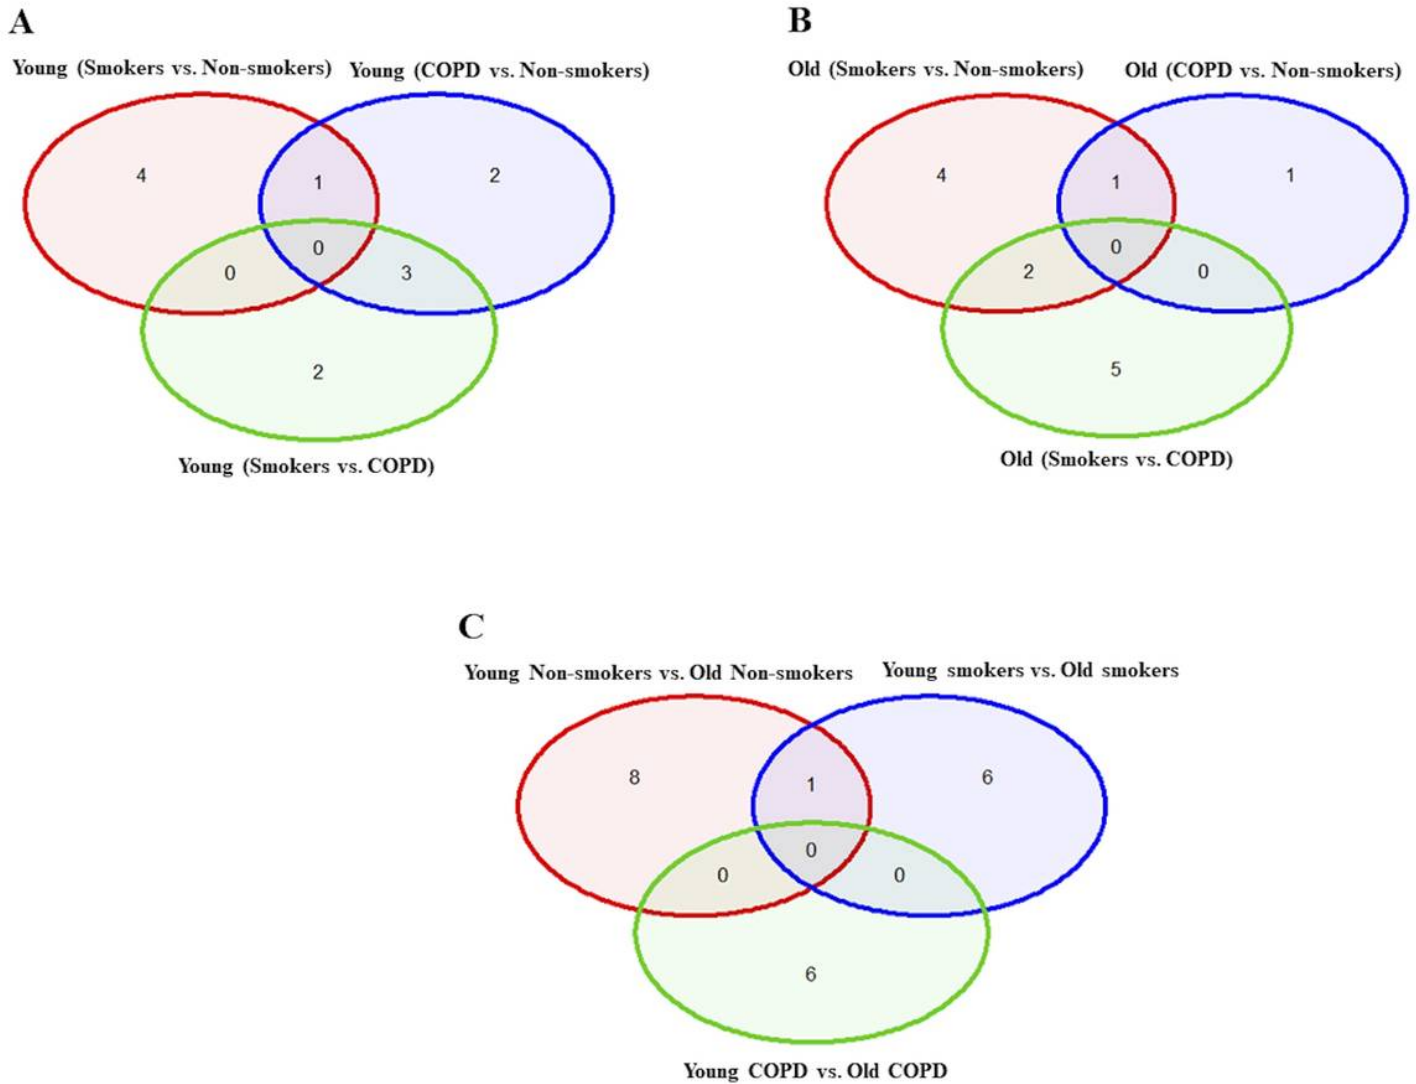 A
B
Young (Smokers vs. Non-smokers) Young (COPD vs. Non-smokers)
Old (Smokers vs. Non-smokers) Old (COPD vs. Non-smokers)
4
1
2
0
0
3
2
Young (Smokers vs. COPD)
4
1
1
0
2
0
5
Old (Smokers vs. COPD)
C
Young Non-smokers vs. Old Non-smokers Young smokers vs. Old smokers
8
1
6
0
0
0
6
Young COPD vs. Old COPD